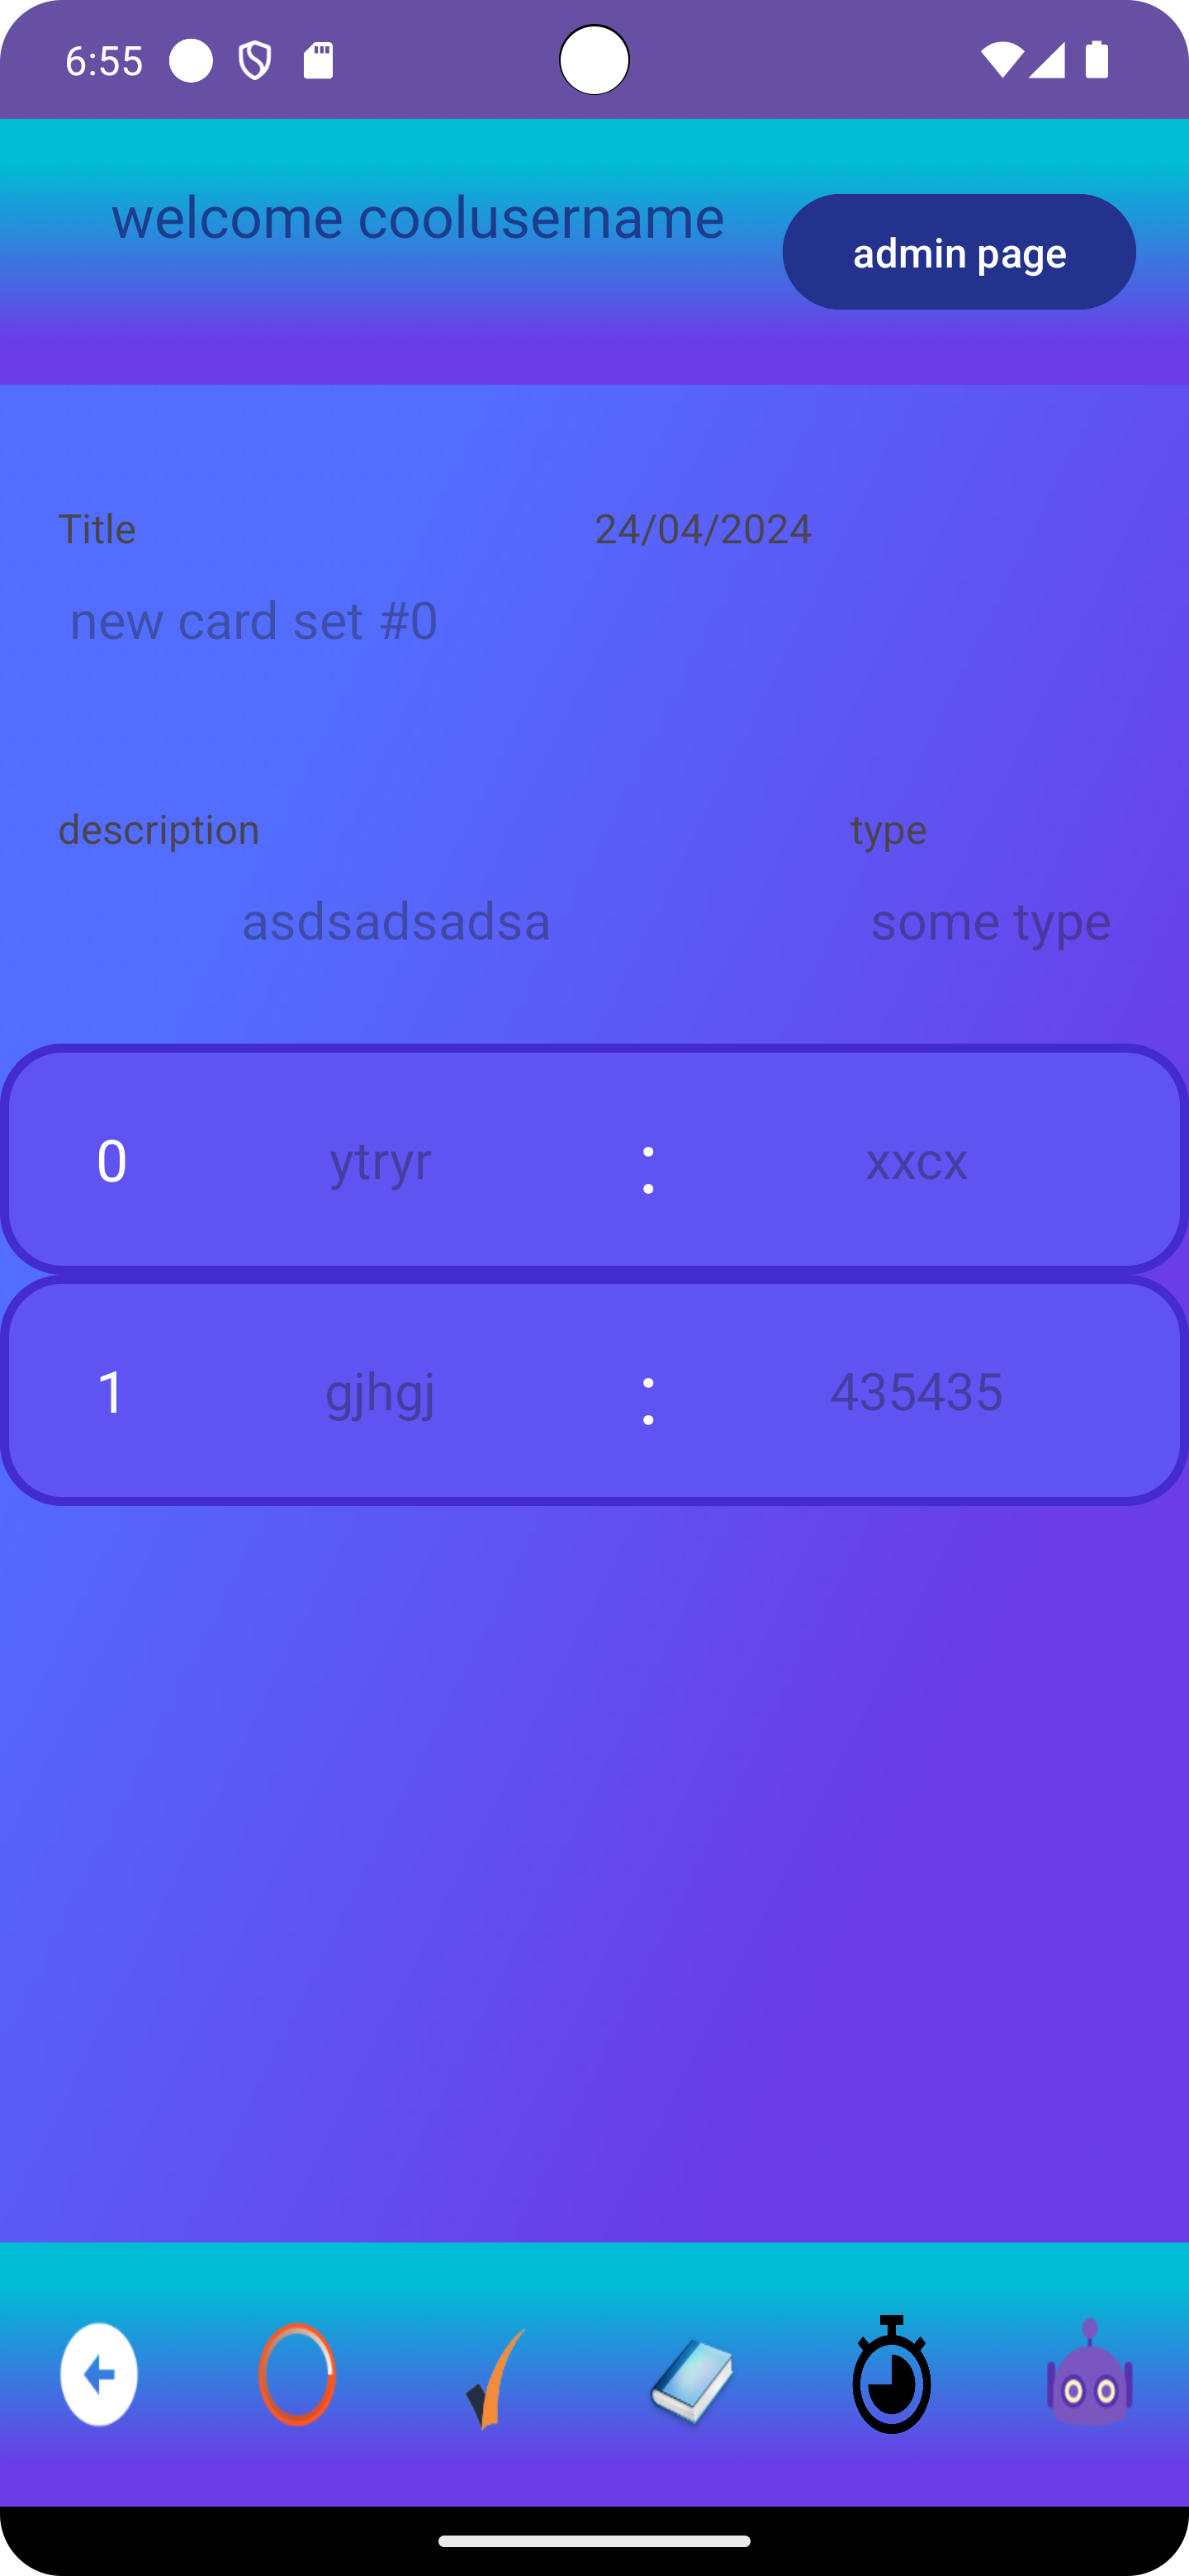 6:55
welcome coolusername
admin page
Title 24/04/2024
new card set #0
description type
asdsadsadsa some type
0 ytryr : xxcx
1 gjhgj : 435435